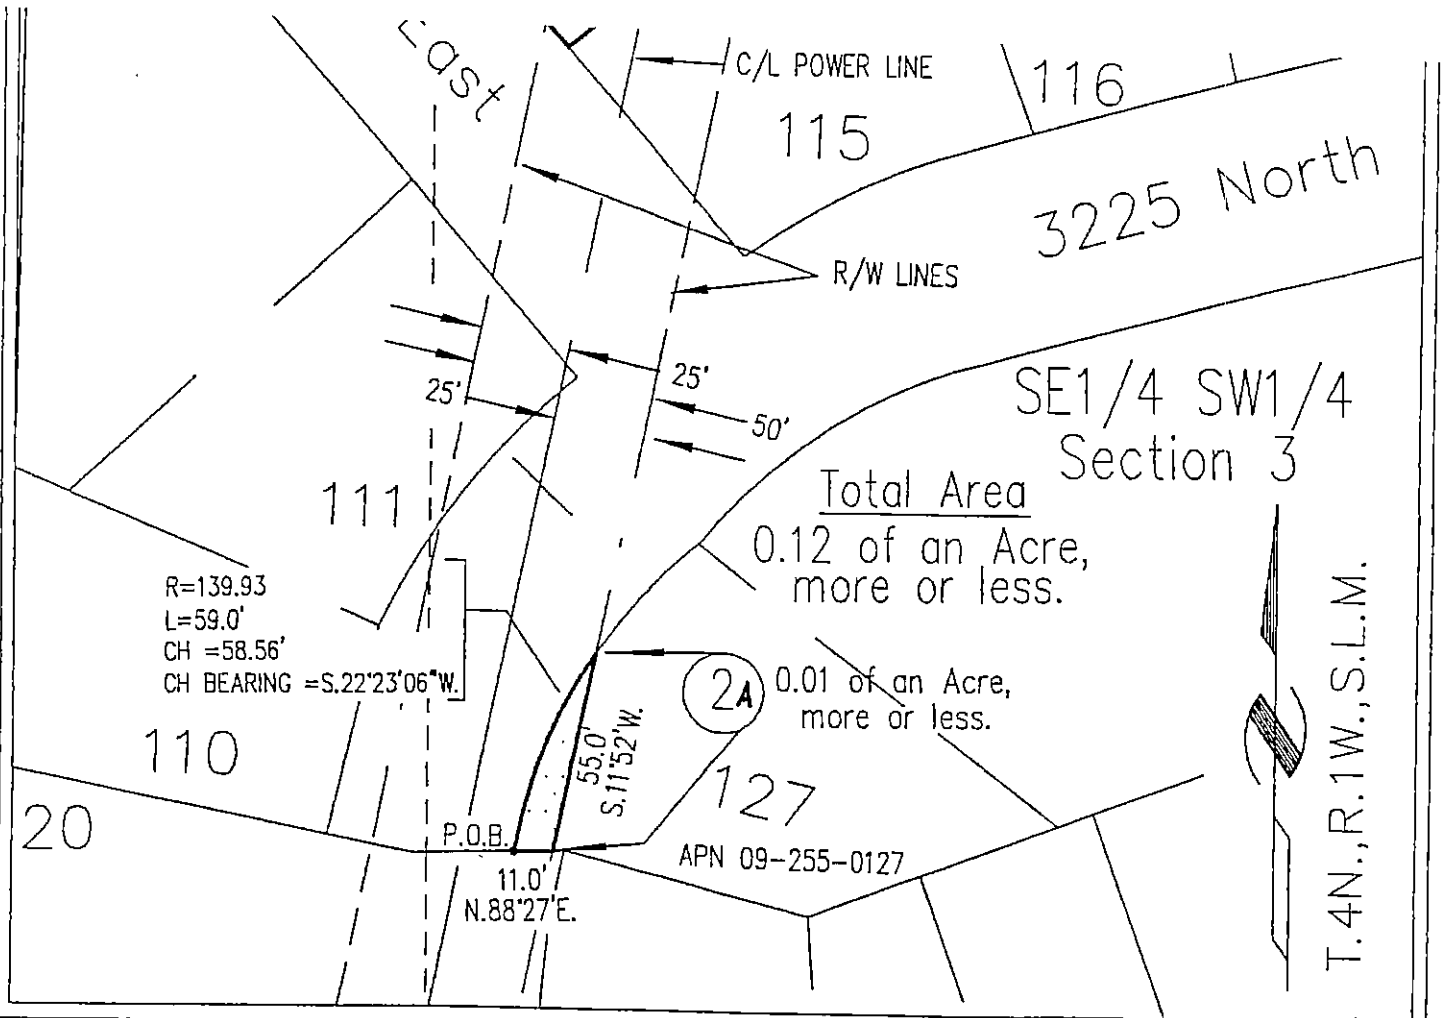 East
C/L POWER LINE
116
115
3225 North
R/W LINES
25'
25'
50'
SE1/4 SW1/4
Section 3
111
Total Area
0.12 of an Acre,
more or less.
R=139.93
L=59.0'
CH =58.56'
CH BEARING =S.22°23'06"W.
2A
0.01 of an Acre,
more or less.
55.0'
S.11°52'W.
T.4N.,R.1W.,S.L.M.
110
127
20
P.O.B.
APN 09-255-0127
11.0'
N.88°27'E.